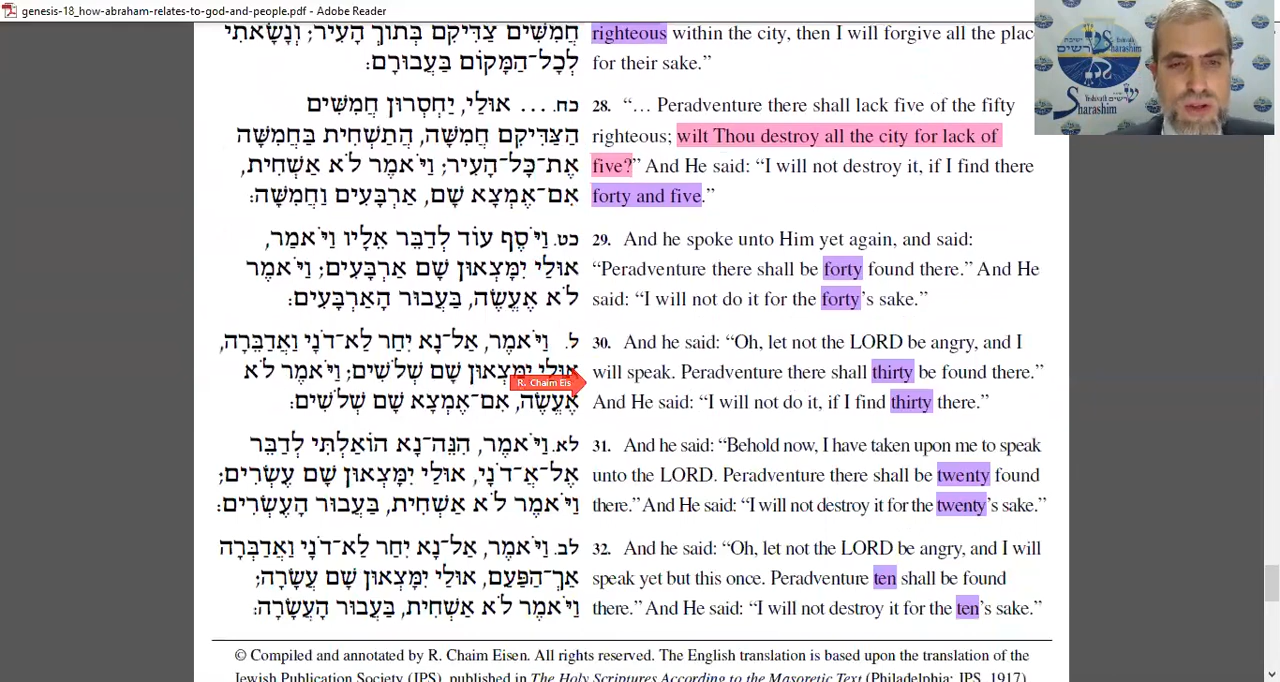 genesis-18_how-abraham-relates-to-god-and-people.pdf - Adobe Reader
חֲמִשִּׁים צַדִּיקִם בְּתוֹךְ הָעִיר; וְנָשָׂאתִי
לְכָל־הַמָּקוֹם בַּעֲבוּרָם:
righteous within the city, then I will forgive all the plac
for their sake.”
כח. ... אוּלַי, יַחְסְרוּן חֲמִשִּׁים
הַצַּדִּיקִם חֲמִשָּׁה, הֲתַשְׁחִית בַּחֲמִשָּׁה
אֶת־כָּל־הָעִיר; וַיֹּאמֶר לֹא אַשְׁחִית,
אִם־אֶמְצָא שָׁם, אַרְבָּעִים וַחֲמִשָּׁה:
28. “… Peradventure there shall lack five of the fifty
righteous; wilt Thou destroy all the city for lack of
five?” And He said: “I will not destroy it, if I find there
forty and five.”
כט. וַיֹּסֶף עוֹד לְדַבֵּר אֵלָיו וַיֹּאמַר,
אוּלַי יִמָּצְאוּן שָׁם אַרְבָּעִים; וַיֹּאמֶר
לֹא אֶעֱשֶׂה, בַּעֲבוּר הָאַרְבָּעִים:
29. And he spoke unto Him yet again, and said:
“Peradventure there shall be forty found there.” And He
said: “I will not do it for the forty’s sake.”
ל. וַיֹּאמֶר, אַל־נָא יִחַר לַא־דֹנָי וַאֲדַבֵּרָה,
אוּלַי יִמָּצְאוּן שָׁם שְׁלֹשִׁים; וַיֹּאמֶר לֹא
אֶעֱשֶׂה, אִם־אֶמְצָא שָׁם שְׁלֹשִׁים:
R. Chaim Eis
30. And he said: “Oh, let not the LORD be angry, and I
will speak. Peradventure there shall thirty be found there.”
And He said: “I will not do it, if I find thirty there.”
לא. וַיֹּאמֶר, הִנֵּה־נָא הוֹאַלְתִּי לְדַבֵּר
אֶל־אֲ־דֹנָי, אוּלַי יִמָּצְאוּן שָׁם עֶשְׂרִים;
וַיֹּאמֶר לֹא אַשְׁחִית, בַּעֲבוּר הָעֶשְׂרִים:
31. And he said: “Behold now, I have taken upon me to speak
unto the LORD. Peradventure there shall be twenty found
there.” And He said: “I will not destroy it for the twenty’s sake.”
לב. וַיֹּאמֶר, אַל־נָא יִחַר לַא־דֹנָי וַאֲדַבְּרָה
אַךְ־הַפַּעַם, אוּלַי יִמָּצְאוּן שָׁם עֲשָׂרָה;
וַיֹּאמֶר לֹא אַשְׁחִית, בַּעֲבוּר הָעֲשָׂרָה:
32. And he said: “Oh, let not the LORD be angry, and I will
speak yet but this once. Peradventure ten shall be found
there.” And He said: “I will not destroy it for the ten’s sake.”
© Compiled and annotated by R. Chaim Eisen. All rights reserved. The English translation is based upon the translation of the
Jewish Publication Society (JPS), published in The Holy Scriptures According to the Masoretic Text (Philadelphia: JPS, 1917)
ישיבת
שרשים
Sharashim
Yeshivat
Sharashim